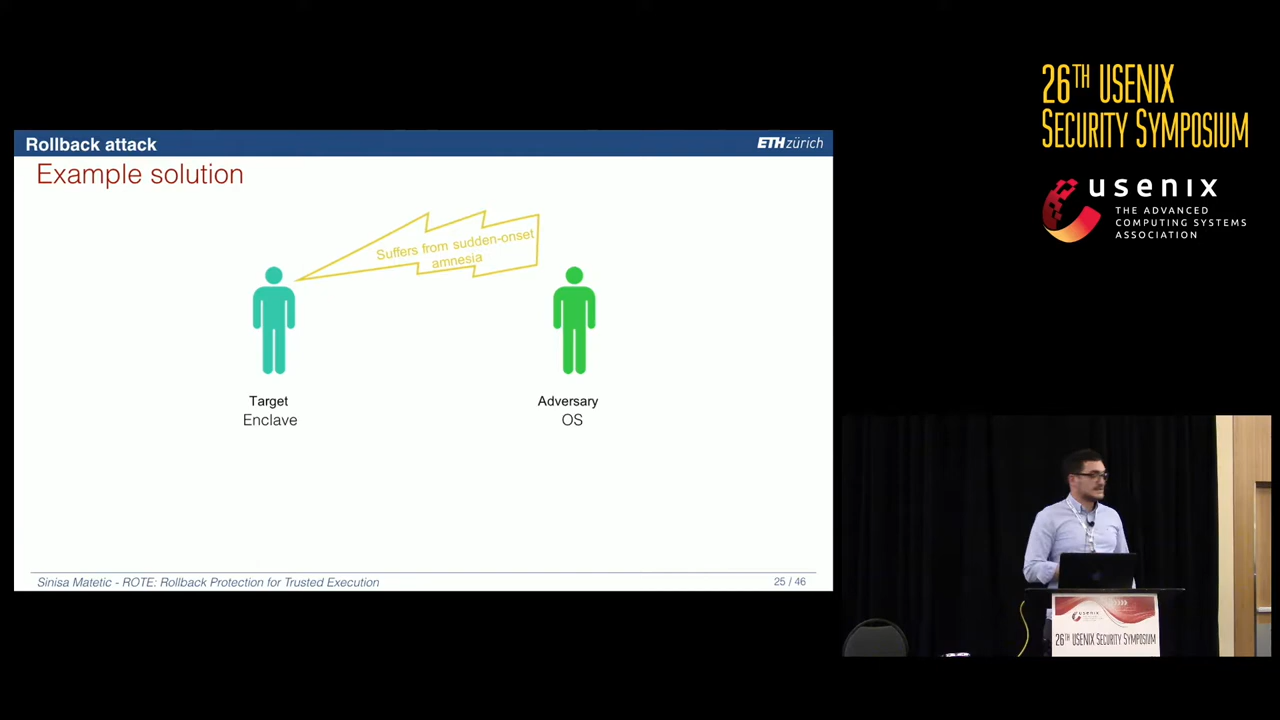 26TH USENIX
SECURITY SYMPOSIUM
usenix
THE ADVANCED
COMPUTING SYSTEMS
ASSOCIATION
Rollback attack
ETH zürich
Example solution
Suffers from sudden-onset
amnesia
Target
Enclave
Adversary
OS
Sinisa Matetic - ROTE: Rollback Protection for Trusted Execution
25 / 46
usenix
26TH USENIX SECURITY SYMPOSIUM